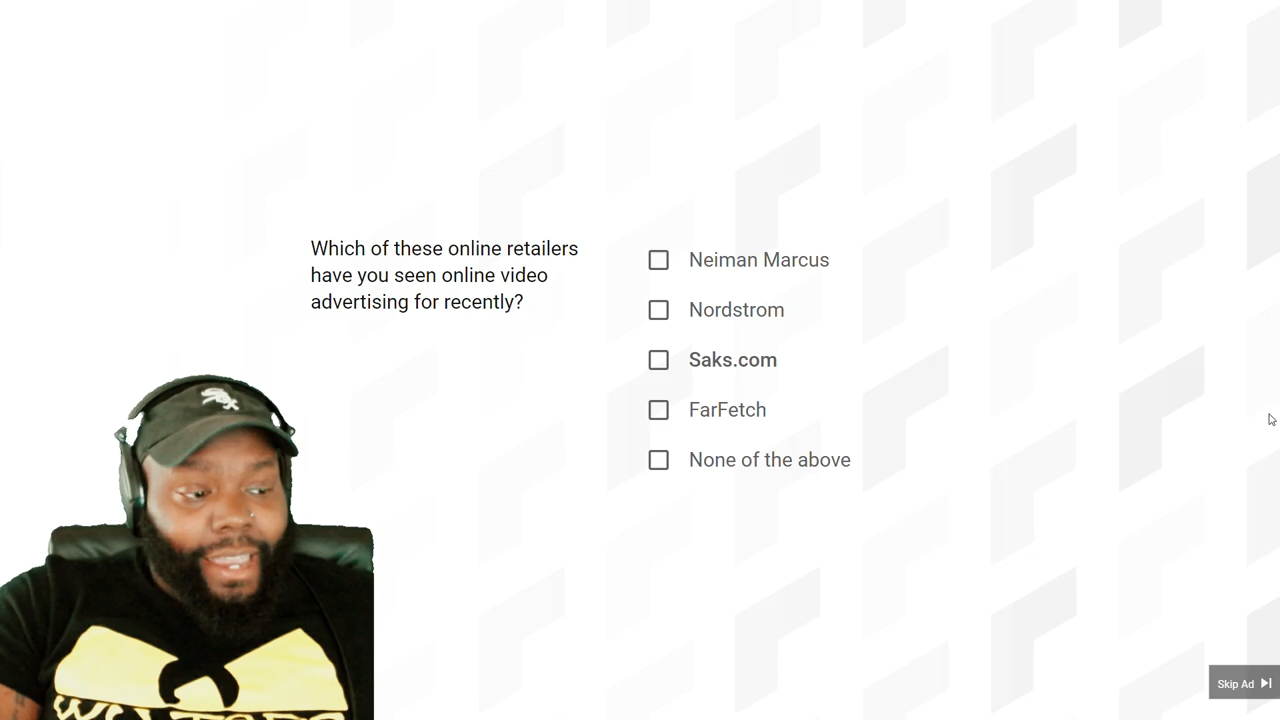 Which of these online retailers
have you seen online video
advertising for recently?
Neiman Marcus
Nordstrom
Saks.com
FarFetch
None of the above
Skip Ad